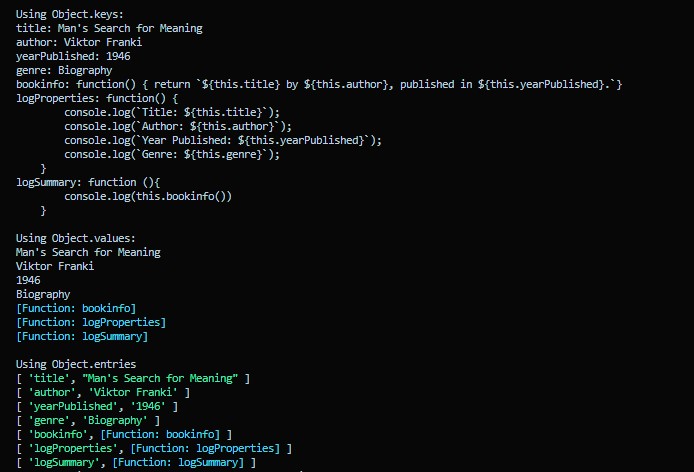 Using Object.keys:
title: Man's Search for Meaning
author: Viktor Franki
yearPublished: 1946
genre: Biography
bookinfo: function() { return `${this.title} by ${this.author}, published in ${this.yearPublished}.`}
logProperties: function() {
        console.log(`Title: ${this.title}`);
        console.log(`Author: ${this.author}`);
        console.log(`Year Published: ${this.yearPublished}`);
        console.log(`Genre: ${this.genre}`);
    }
logSummary: function (){
        console.log(this.bookinfo())
    }

Using Object.values:
Man's Search for Meaning
Viktor Franki
1946
Biography
[Function: bookinfo]
[Function: logProperties]
[Function: logSummary]

Using Object.entries
[ 'title', "Man's Search for Meaning" ]
[ 'author', 'Viktor Franki' ]
[ 'yearPublished', '1946' ]
[ 'genre', 'Biography' ]
[ 'bookinfo', [Function: bookinfo] ]
[ 'logProperties', [Function: logProperties] ]
[ 'logSummary', [Function: logSummary] ]